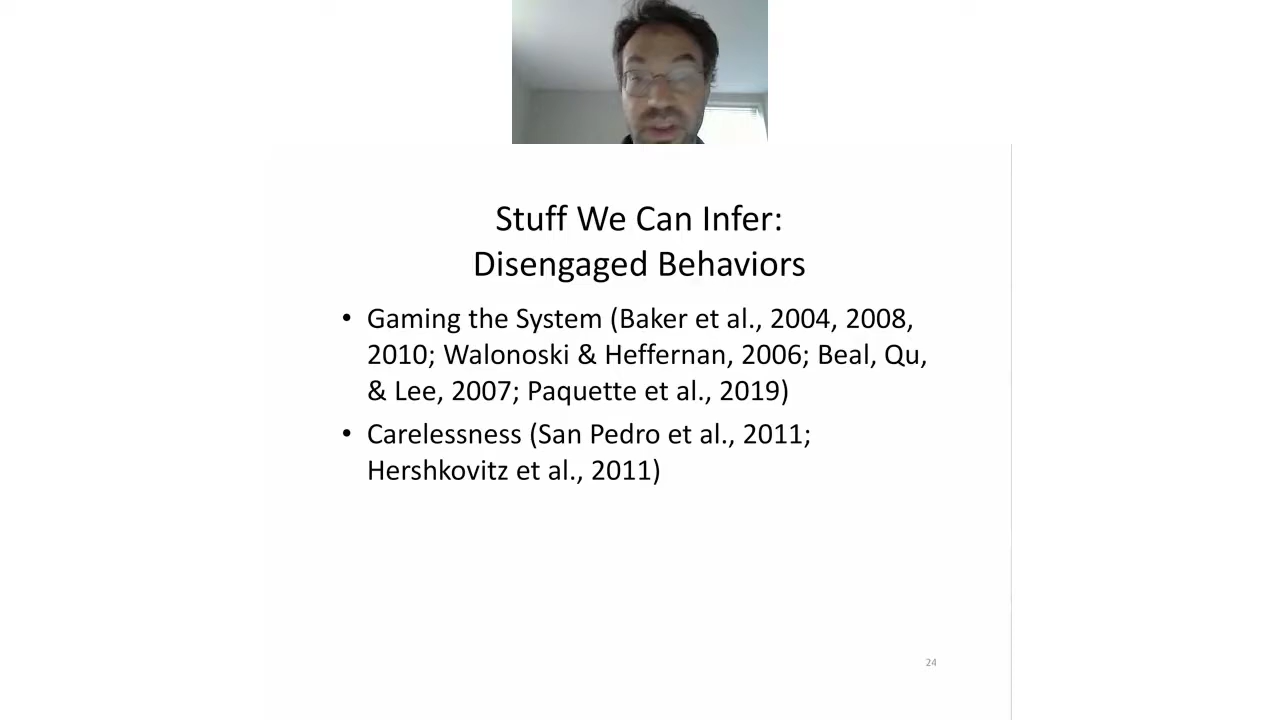 Stuff We Can Infer:
Disengaged Behaviors
• Gaming the System (Baker et al., 2004, 2008,
2010; Walonoski & Heffernan, 2006; Beal, Qu,
& Lee, 2007; Paquette et al., 2019)
• Carelessness (San Pedro et al., 2011;
Hershkovitz et al., 2011)
24